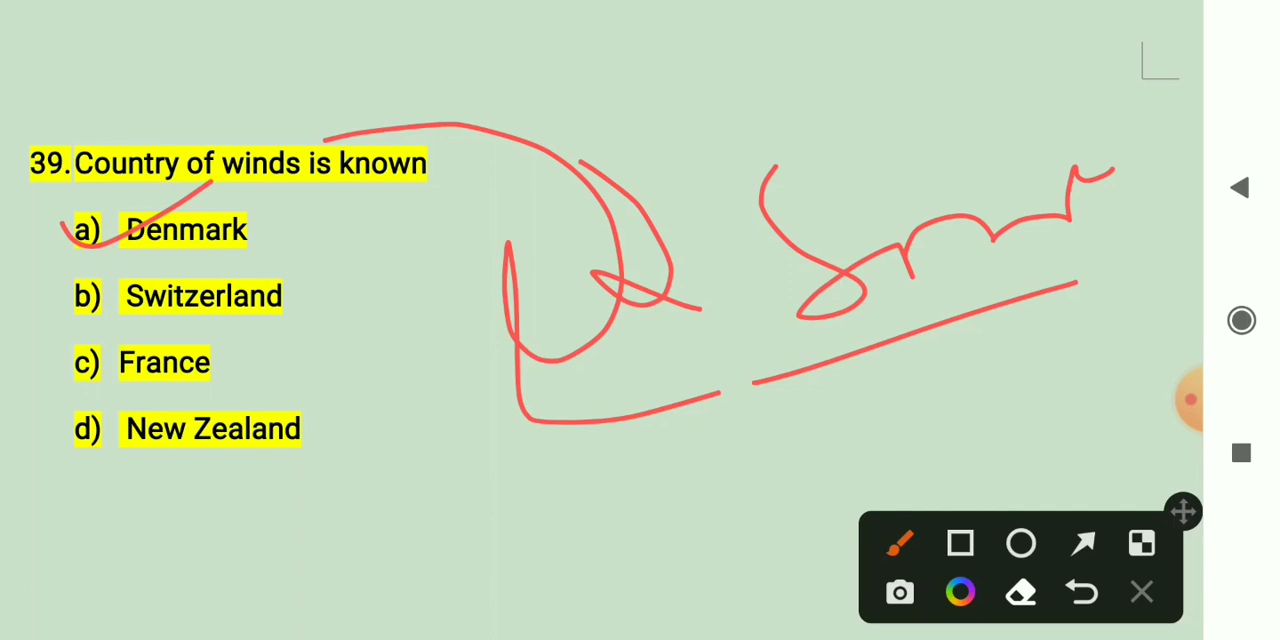 39. Country of winds is known
a) Denmark
b) Switzerland
c) France
d) New Zealand